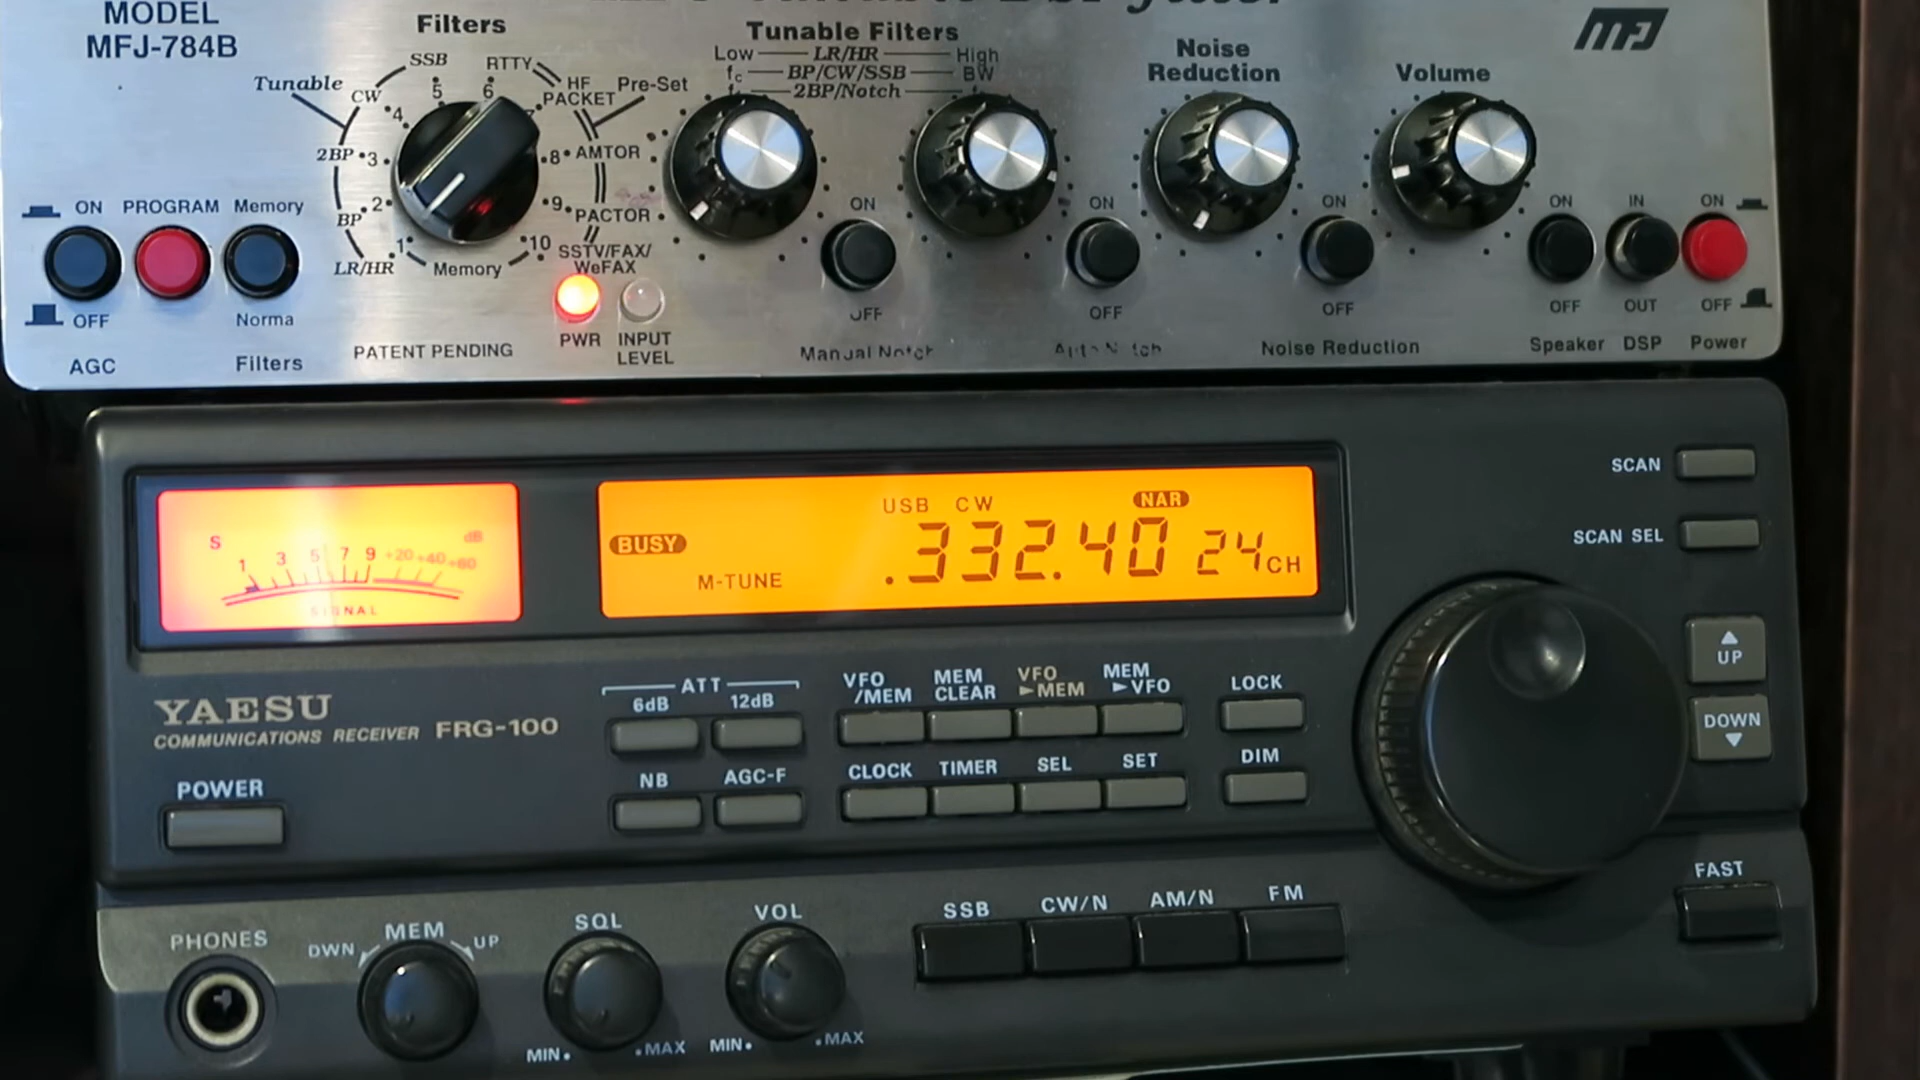 MODEL
MFJ-784B
Filters
Tunable Filters
Low LR/HR High
fc BP/CW/SSB BW
2BP/Notch
Noise
Reduction
Volume
MFJ
Tunable
Pre-Set
SSB
RTTY
CW
HF
PACKET
2BP
AMTOR
BP
PACTOR
LR/HR
Memory
SSTV/FAX/
WeFAX
1 2 3 4 5 6 8 9 10
ON PROGRAM Memory
OFF
Norma
AGC
Filters
PATENT PENDING
PWR
INPUT
LEVEL
ON
OFF
Manual Notch
ON
OFF
Auto Notch
ON
OFF
Noise Reduction
ON
OFF
Speaker
IN
OUT
DSP
ON
OFF
Power
S
dB
1 3 5 7 9 +20 +40 +60
SIGNAL
USB CW NAR
BUSY
.332.40 24CH
M-TUNE
SCAN
SCAN SEL
UP
DOWN
YAESU
COMMUNICATIONS RECEIVER FRG-100
ATT
6dB 12dB
VFO
/MEM
MEM
CLEAR
VFO
►MEM
MEM
►VFO
LOCK
NB AGC-F
CLOCK TIMER SEL SET
DIM
POWER
FAST
PHONES
DWN MEM UP
SQL
MIN MAX
VOL
MIN MAX
SSB CW/N AM/N FM